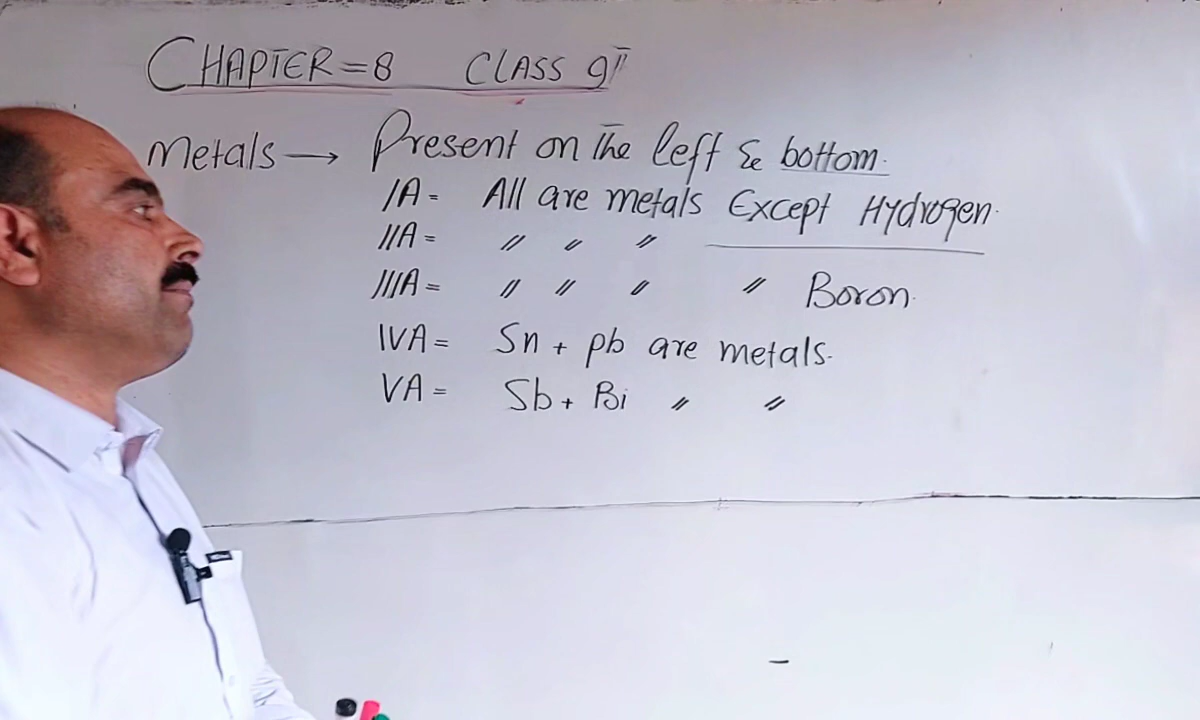 CHAPTER=8 CLASS 9th
Metals → Present on the left & bottom.
IA = All are metals Except Hydrogen.
IIA = " " "
IIIA = " " " " Boron.
IVA = Sn + pb are metals.
VA = Sb + Bi " "